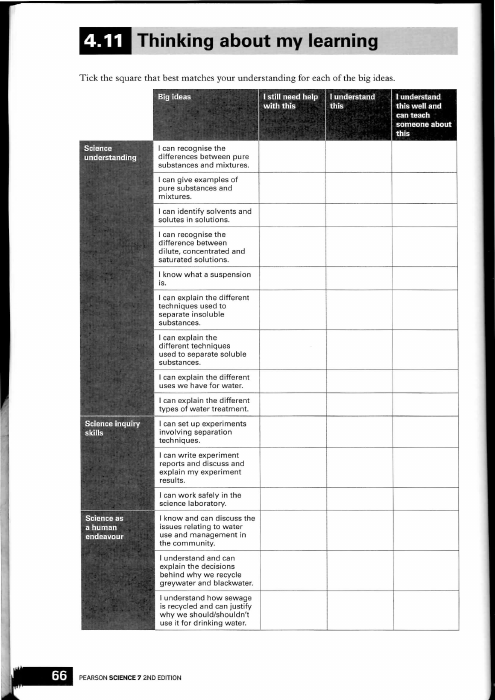 4.11 Thinking about my learning
Tick the square that best matches your understanding for each of the big ideas.
Big ideas
I still need help
with this
I understand
this
I understand
this well and
can teach
someone about
this
Science
understanding
I can recognise the
differences between pure
substances and mixtures.
I can give examples of
pure substances and
mixtures.
I can identify solvents and
solutes in solutions.
I can recognise the
difference between
dilute, concentrated and
saturated solutions.
I know what a suspension
is.
I can explain the different
techniques used to
separate insoluble
substances.
I can explain the
different techniques
used to separate soluble
substances.
I can explain the different
uses we have for water.
I can explain the different
types of water treatment.
Science inquiry
skills
I can set up experiments
involving separation
techniques.
I can write experiment
reports and discuss and
explain my experiment
results.
I can work safely in the
science laboratory.
Science as
a human
endeavour
I know and can discuss the
issues relating to water
use and management in
the community.
I understand and can
explain the decisions
behind why we recycle
greywater and blackwater.
I understand how sewage
is recycled and can justify
why we should/shouldn't
use it for drinking water.
66 PEARSON SCIENCE 7 2ND EDITION